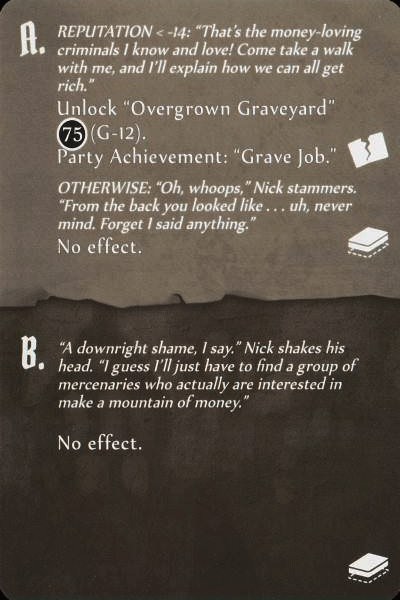 A. REPUTATION < -14: “That’s the money-loving
criminals I know and love! Come take a walk
with me, and I’ll explain how we can all get
rich.”
Unlock “Overgrown Graveyard”
75 (G-12).
Party Achievement: “Grave Job.”
OTHERWISE: “Oh, whoops,” Nick stammers.
“From the back you looked like . . . uh, never
mind. Forget I said anything.”
No effect.
B. “A downright shame, I say.” Nick shakes his
head. “I guess I’ll just have to find a group of
mercenaries who actually are interested in
make a mountain of money.”
No effect.